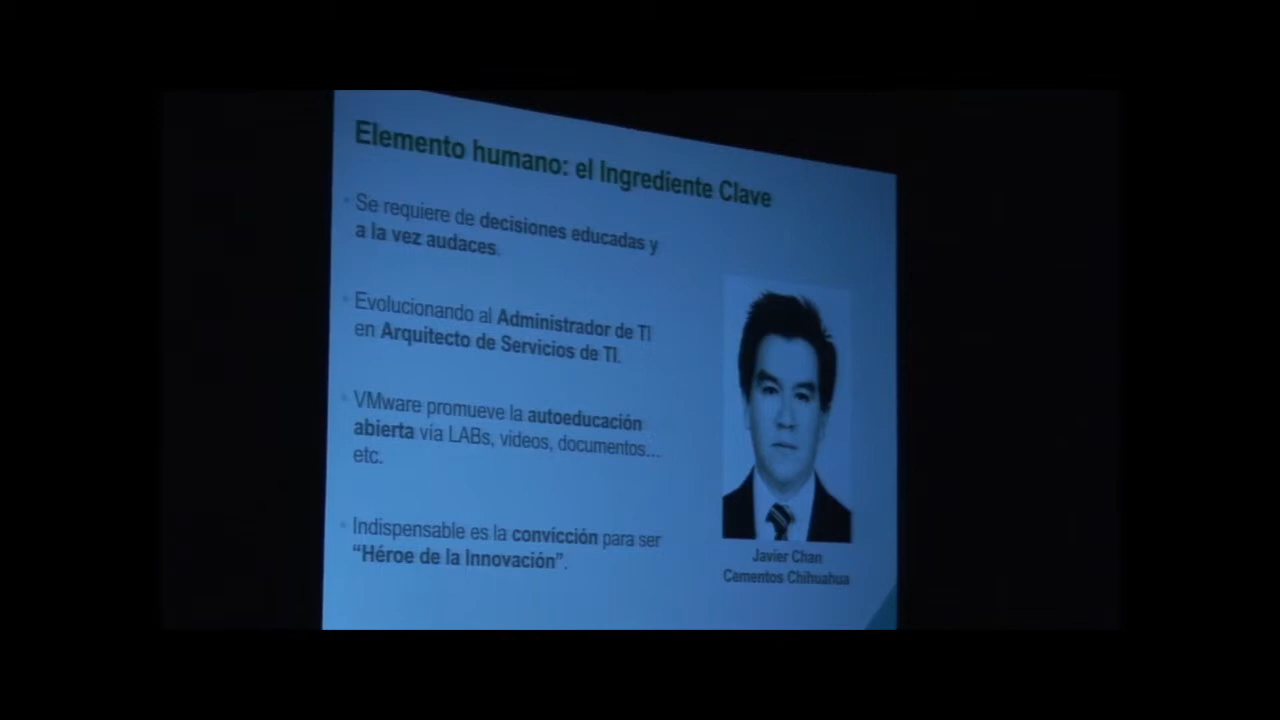 Elemento humano: el Ingrediente Clave
• Se requiere de decisiones educadas y
a la vez audaces.
• Evolucionando al Administrador de TI
en Arquitecto de Servicios de TI.
• VMware promueve la autoeducación
abierta vía LABs, videos, documentos...
etc.
• Indispensable es la convicción para ser
“Héroe de la Innovación”.
Javier Chan
Cementos Chihuahua